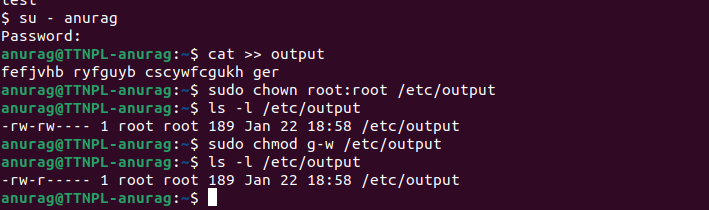 test
$ su - anurag
Password:
anurag@TTNPL-anurag:~$ cat >> output
fefjvhb ryfguyb cscywfcgukh ger
anurag@TTNPL-anurag:~$ sudo chown root:root /etc/output
anurag@TTNPL-anurag:~$ ls -l /etc/output
-rw-rw---- 1 root root 189 Jan 22 18:58 /etc/output
anurag@TTNPL-anurag:~$ sudo chmod g-w /etc/output
anurag@TTNPL-anurag:~$ ls -l /etc/output
-rw-r----- 1 root root 189 Jan 22 18:58 /etc/output
anurag@TTNPL-anurag:~$